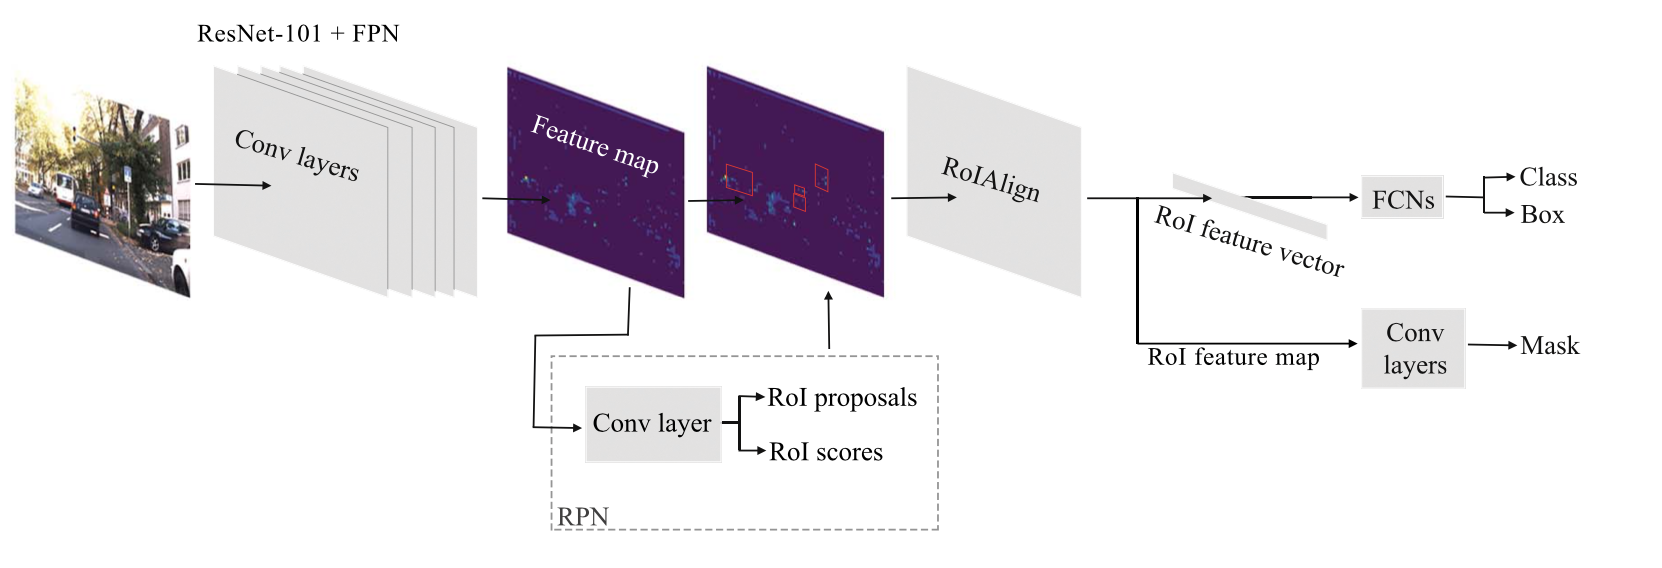 ResNet-101 + FPN
Conv layers
Feature map
RoIAlign
RoI feature vector
FCNs
Class
Box
RoI feature map
Conv
layers
Mask
Conv layer
RoI proposals
RoI scores
RPN